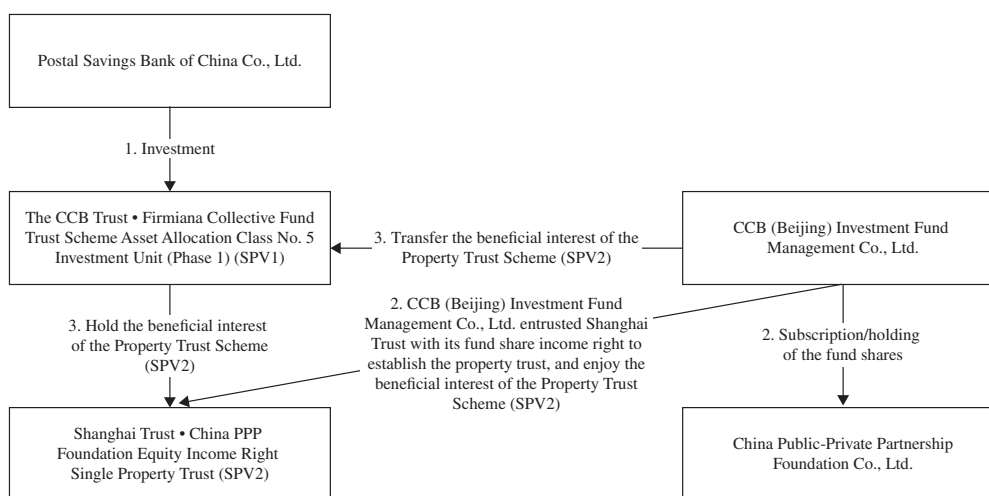 Postal Savings Bank of China Co., Ltd.
1. Investment
The CCB Trust • Firmiana Collective Fund
Trust Scheme Asset Allocation Class No. 5
Investment Unit (Phase 1) (SPV1)
3. Transfer the beneficial interest of the
Property Trust Scheme (SPV2)
CCB (Beijing) Investment Fund
Management Co., Ltd.
3. Hold the beneficial interest
of the Property Trust Scheme
(SPV2)
2. CCB (Beijing) Investment Fund
Management Co., Ltd. entrusted Shanghai
Trust with its fund share income right to
establish the property trust, and enjoy the
beneficial interest of the Property Trust
Scheme (SPV2)
2. Subscription/holding
of the fund shares
Shanghai Trust • China PPP
Foundation Equity Income Right
Single Property Trust (SPV2)
China Public-Private Partnership
Foundation Co., Ltd.